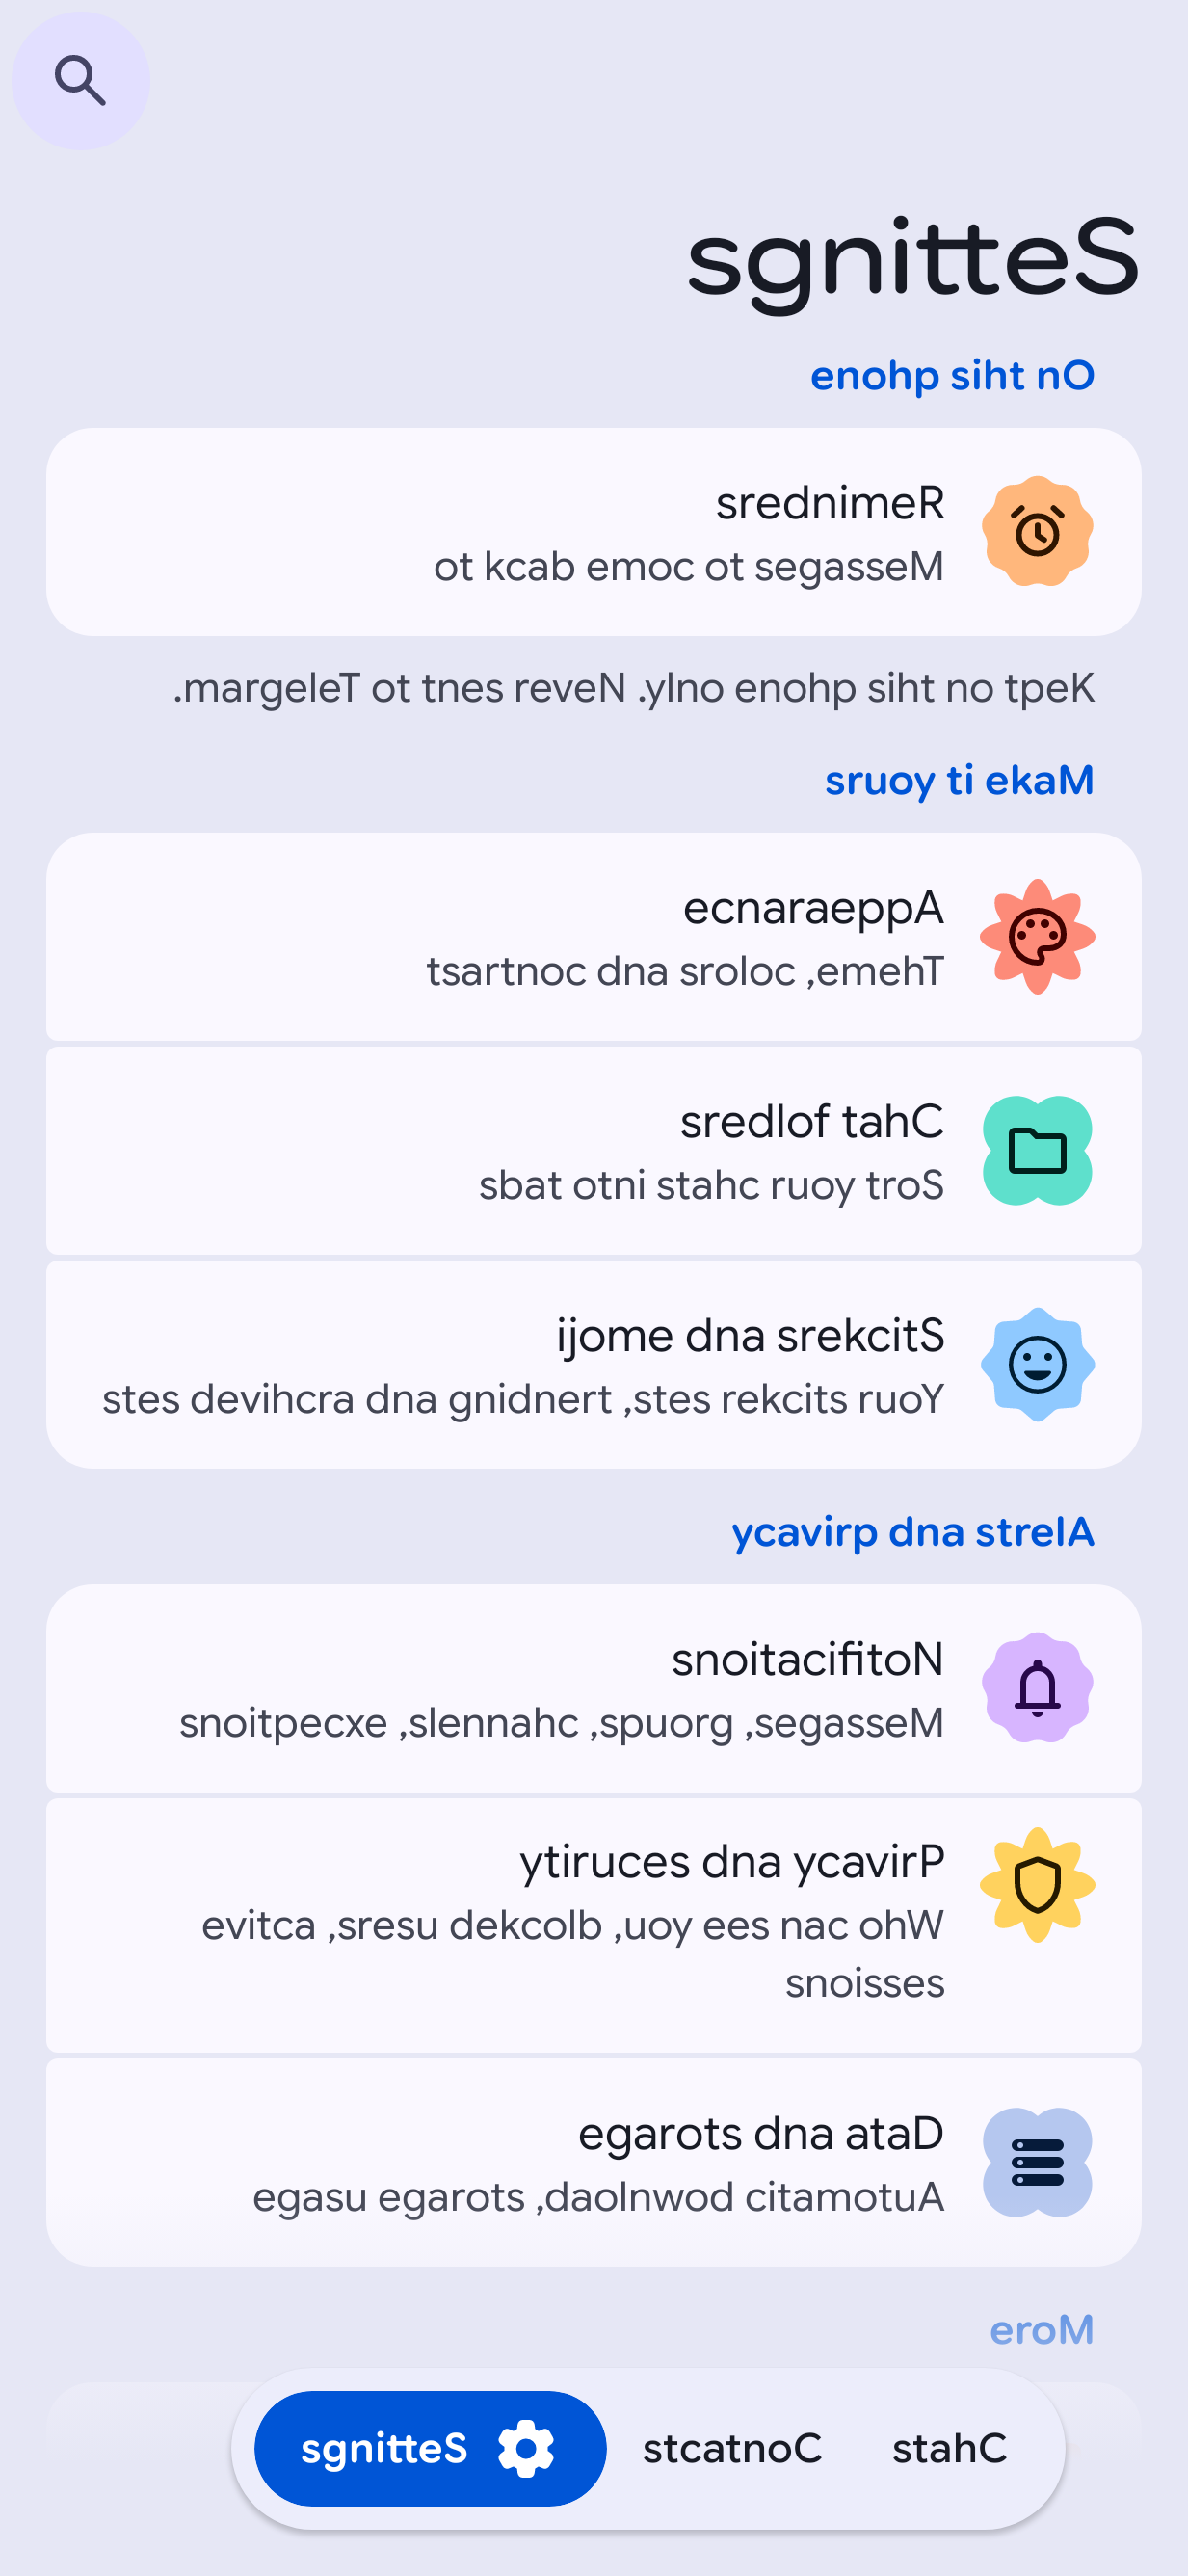 sgnitteS
enohp siht nO
srednimeR
ot kcab emoc ot segasseM
.margeleT ot tnes reveN .ylno enohp siht no tpeK
sruoy ti ekaM
ecnaraeppA
tsartnoc dna sroloc ,emehT
sredlof tahC
sbat otni stahc ruoy troS
ijome dna srekcitS
stes devihcra dna gnidnert ,stes rekcits ruoY
ycavirp dna strelA
snoitacifitoN
snoitpecxe ,slennahc ,spuorg ,segasseM
ytiruces dna ycavirP
evitca ,sresu dekcolb ,uoy ees nac ohW
snoisses
egarots dna ataD
egasu egarots ,daolnwod citamotuA
eroM
sgnitteS stcatnoC stahC